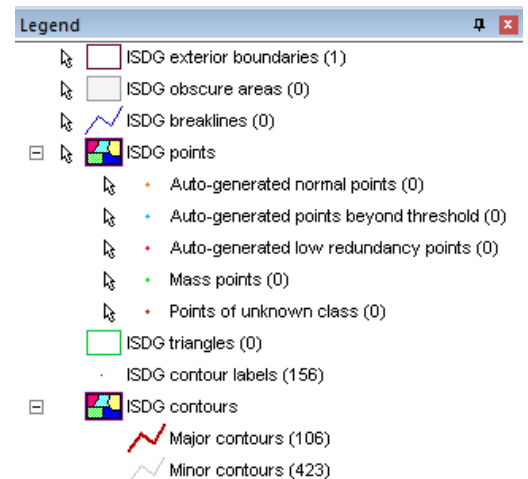 Legend
ISDG exterior boundaries (1)
ISDG obscure areas (0)
ISDG breaklines (0)
ISDG points
Auto-generated normal points (0)
Auto-generated points beyond threshold (0)
Auto-generated low redundancy points (0)
Mass points (0)
Points of unknown class (0)
ISDG triangles (0)
ISDG contour labels (156)
ISDG contours
Major contours (106)
Minor contours (423)